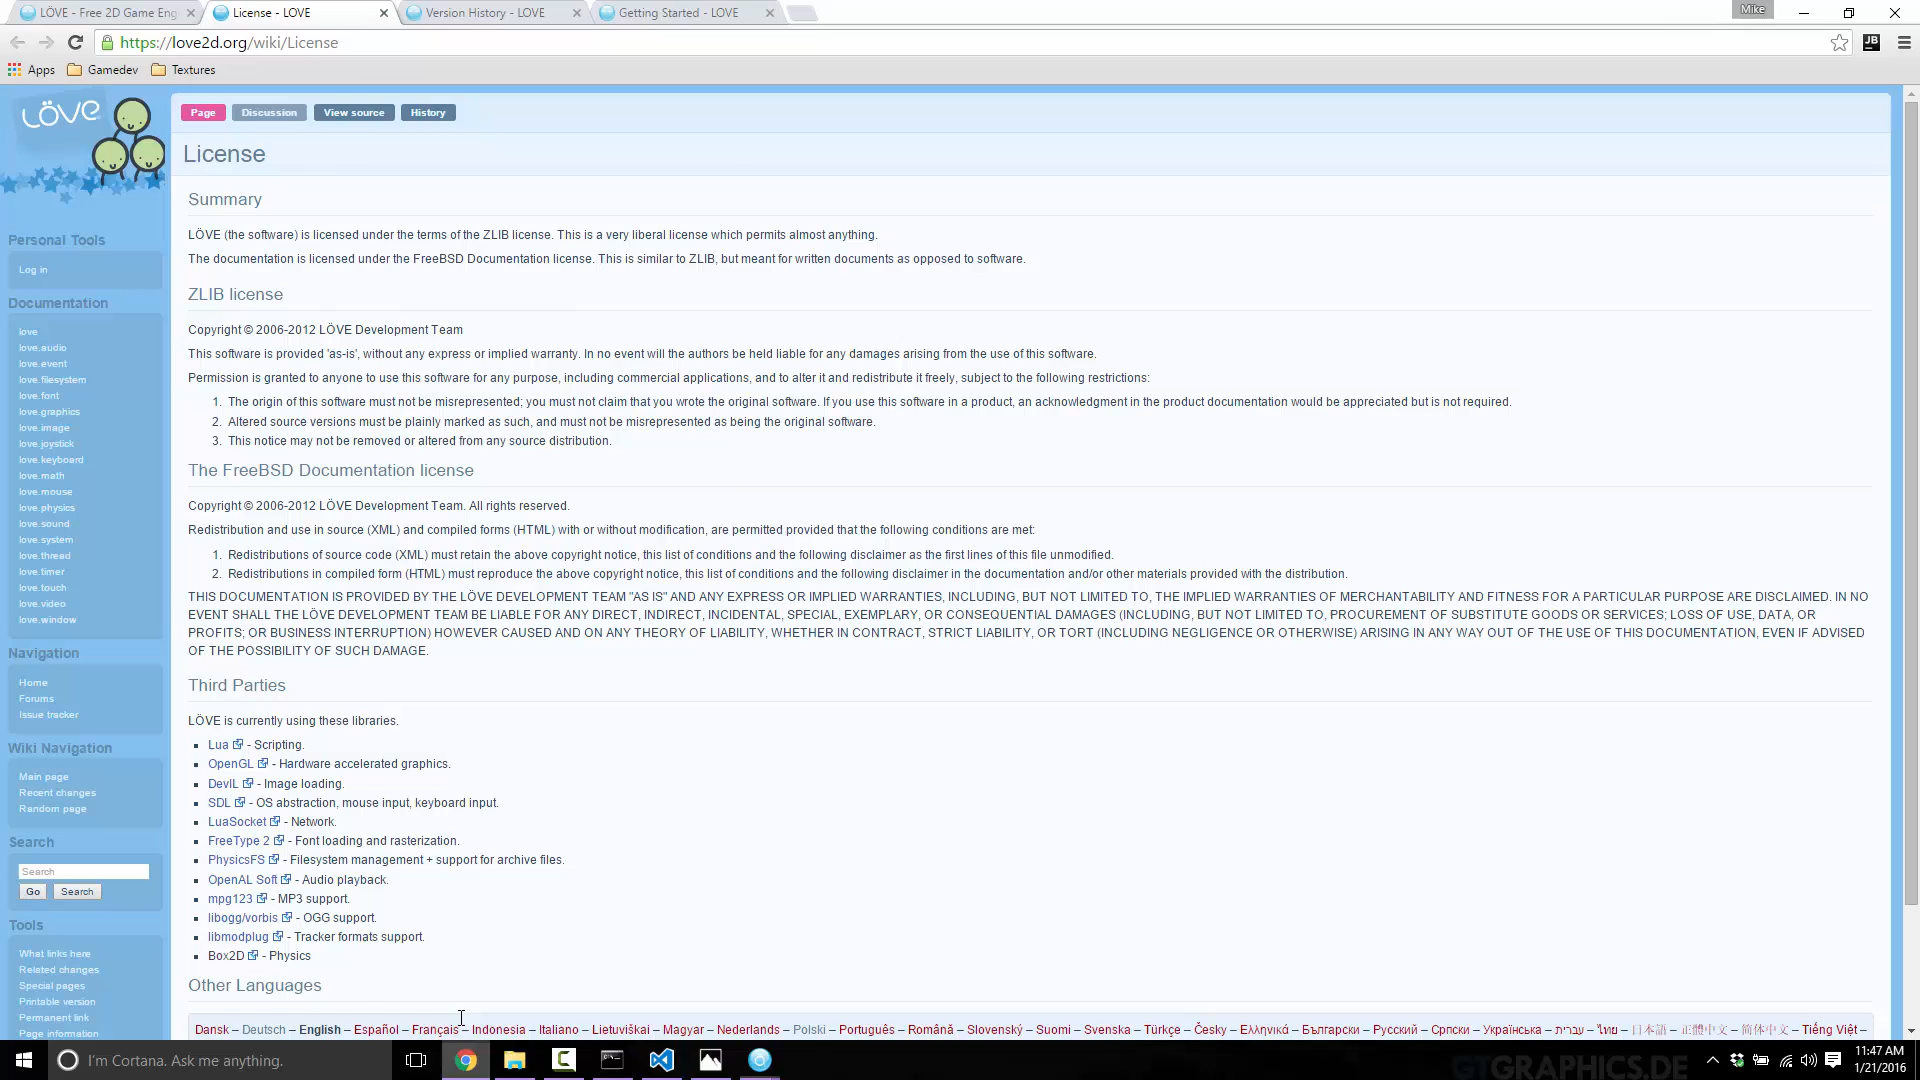 LÖVE - Free 2D Game Eng
License - LOVE
Version History - LOVE
Getting Started - LOVE
Mike
https://love2d.org/wiki/License
JB
Apps
Gamedev
Textures
LÖVE
Page
Discussion
View source
History
License
Summary
LÖVE (the software) is licensed under the terms of the ZLIB license. This is a very liberal license which permits almost anything.
The documentation is licensed under the FreeBSD Documentation license. This is similar to ZLIB, but meant for written documents as opposed to software.
ZLIB license
Copyright © 2006-2012 LÖVE Development Team
This software is provided 'as-is', without any express or implied warranty. In no event will the authors be held liable for any damages arising from the use of this software.
Permission is granted to anyone to use this software for any purpose, including commercial applications, and to alter it and redistribute it freely, subject to the following restrictions:
1. The origin of this software must not be misrepresented; you must not claim that you wrote the original software. If you use this software in a product, an acknowledgment in the product documentation would be appreciated but is not required.
2. Altered source versions must be plainly marked as such, and must not be misrepresented as being the original software.
3. This notice may not be removed or altered from any source distribution.
The FreeBSD Documentation license
Copyright © 2006-2012 LÖVE Development Team. All rights reserved.
Redistribution and use in source (XML) and compiled forms (HTML) with or without modification, are permitted provided that the following conditions are met:
1. Redistributions of source code (XML) must retain the above copyright notice, this list of conditions and the following disclaimer as the first lines of this file unmodified.
2. Redistributions in compiled form (HTML) must reproduce the above copyright notice, this list of conditions and the following disclaimer in the documentation and/or other materials provided with the distribution.
THIS DOCUMENTATION IS PROVIDED BY THE LÖVE DEVELOPMENT TEAM "AS IS" AND ANY EXPRESS OR IMPLIED WARRANTIES, INCLUDING, BUT NOT LIMITED TO, THE IMPLIED WARRANTIES OF MERCHANTABILITY AND FITNESS FOR A PARTICULAR PURPOSE ARE DISCLAIMED. IN NO
EVENT SHALL THE LÖVE DEVELOPMENT TEAM BE LIABLE FOR ANY DIRECT, INDIRECT, INCIDENTAL, SPECIAL, EXEMPLARY, OR CONSEQUENTIAL DAMAGES (INCLUDING, BUT NOT LIMITED TO, PROCUREMENT OF SUBSTITUTE GOODS OR SERVICES; LOSS OF USE, DATA, OR
PROFITS; OR BUSINESS INTERRUPTION) HOWEVER CAUSED AND ON ANY THEORY OF LIABILITY, WHETHER IN CONTRACT, STRICT LIABILITY, OR TORT (INCLUDING NEGLIGENCE OR OTHERWISE) ARISING IN ANY WAY OUT OF THE USE OF THIS DOCUMENTATION, EVEN IF ADVISED
OF THE POSSIBILITY OF SUCH DAMAGE.
Third Parties
LÖVE is currently using these libraries.
Lua - Scripting.
OpenGL - Hardware accelerated graphics.
DevIL - Image loading.
SDL - OS abstraction, mouse input, keyboard input.
LuaSocket - Network.
FreeType 2 - Font loading and rasterization.
PhysicsFS - Filesystem management + support for archive files.
OpenAL Soft - Audio playback.
mpg123 - MP3 support.
libogg/vorbis - OGG support.
libmodplug - Tracker formats support.
Box2D - Physics
Other Languages
Dansk – Deutsch – English – Español – Français – Indonesia – Italiano – Lietuviškai – Magyar – Nederlands – Polski – Português – Română – Slovenský – Suomi – Svenska – Türkçe – Česky – Ελληνικά – Български – Русский – Српски – Українська – עברית – ไทย – 日本語 – 正體中文 – 简体中文 – Tiếng Việt –
Personal Tools
Log in
Documentation
love
love.audio
love.event
love.filesystem
love.font
love.graphics
love.image
love.joystick
love.keyboard
love.math
love.mouse
love.physics
love.sound
love.system
love.thread
love.timer
love.touch
love.video
love.window
Navigation
Home
Forums
Issue tracker
Wiki Navigation
Main page
Recent changes
Random page
Search
Search
Go
Search
Tools
What links here
Related changes
Special pages
Printable version
Permanent link
Page information
I'm Cortana. Ask me anything.
GTGRAPHICS.DE
11:47 AM
1/21/2016